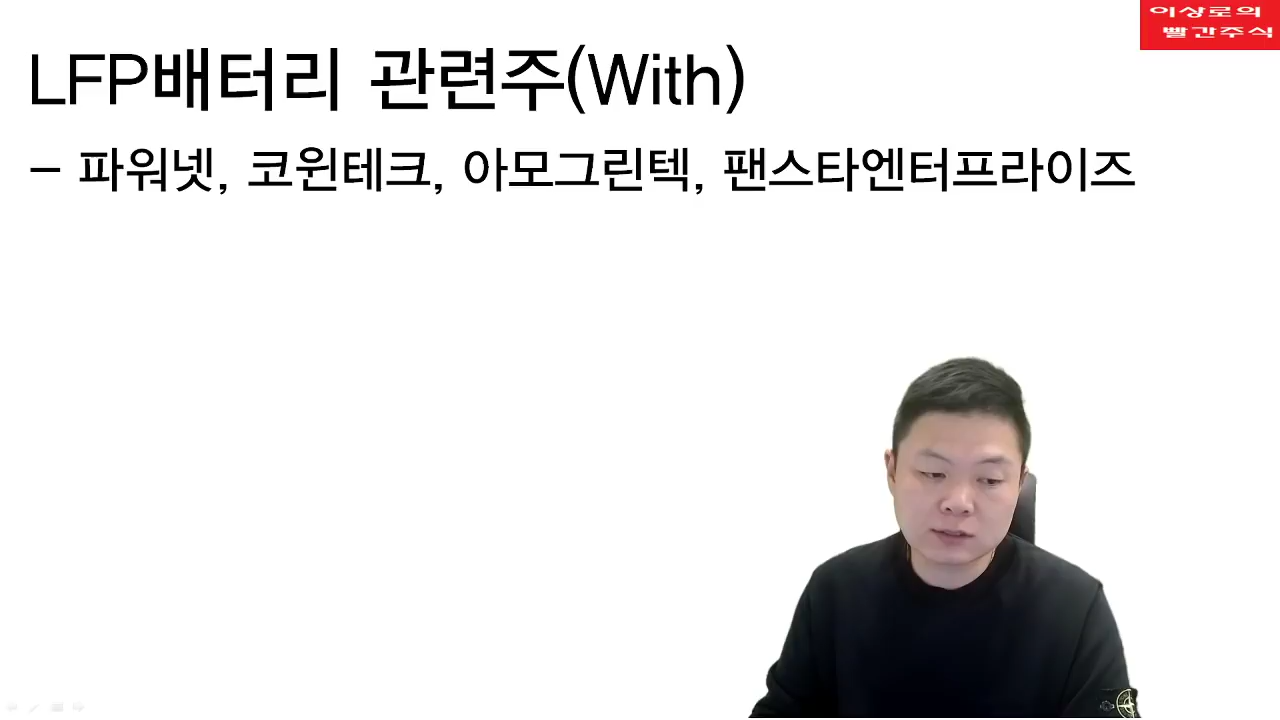 이상로의
빨간주식
LFP배터리 관련주(With)
– 파워넷, 코윈테크, 아모그린텍, 팬스타엔터프라이즈